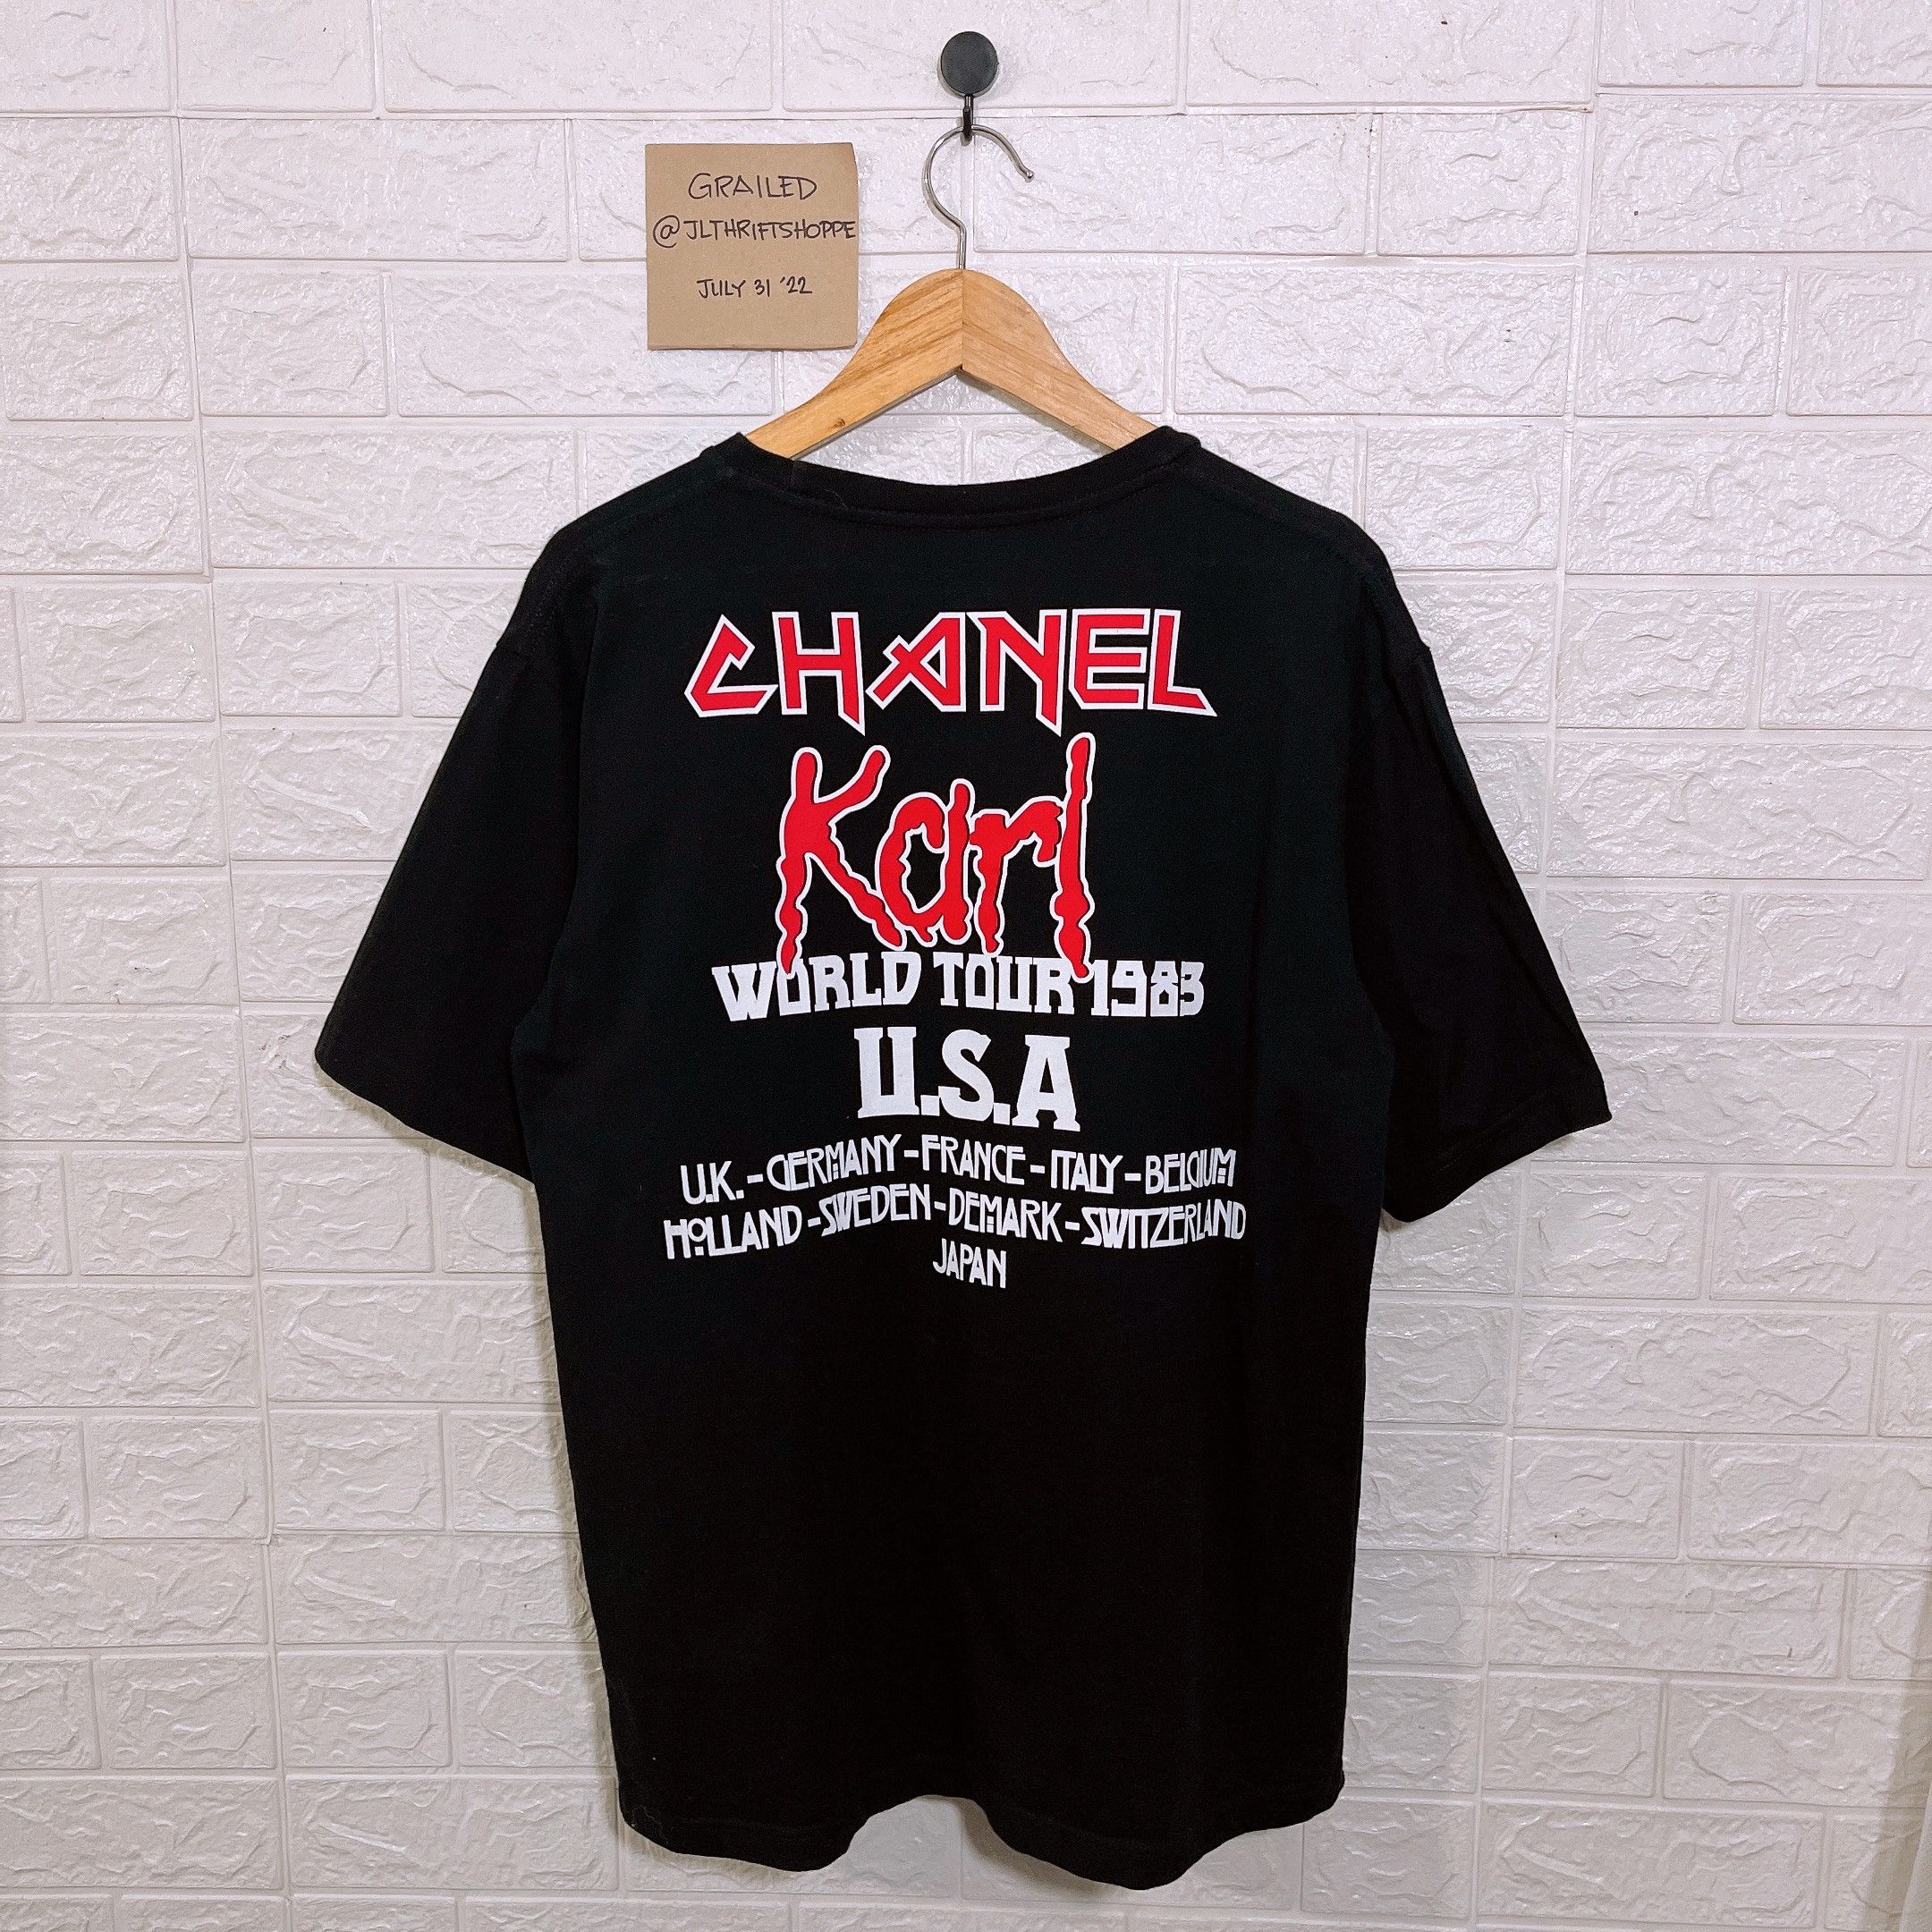 GRAILED
@JLTHRIFTSHOPPE
JULY 31 '22
CHANEL
Karl
WORLD TOUR 1983
U.S.A
U.K. - GERMANY - FRANCE - ITALY - BELGIUM
HOLLAND - SWEDEN - DEMARK - SWITZERLAND
JAPAN